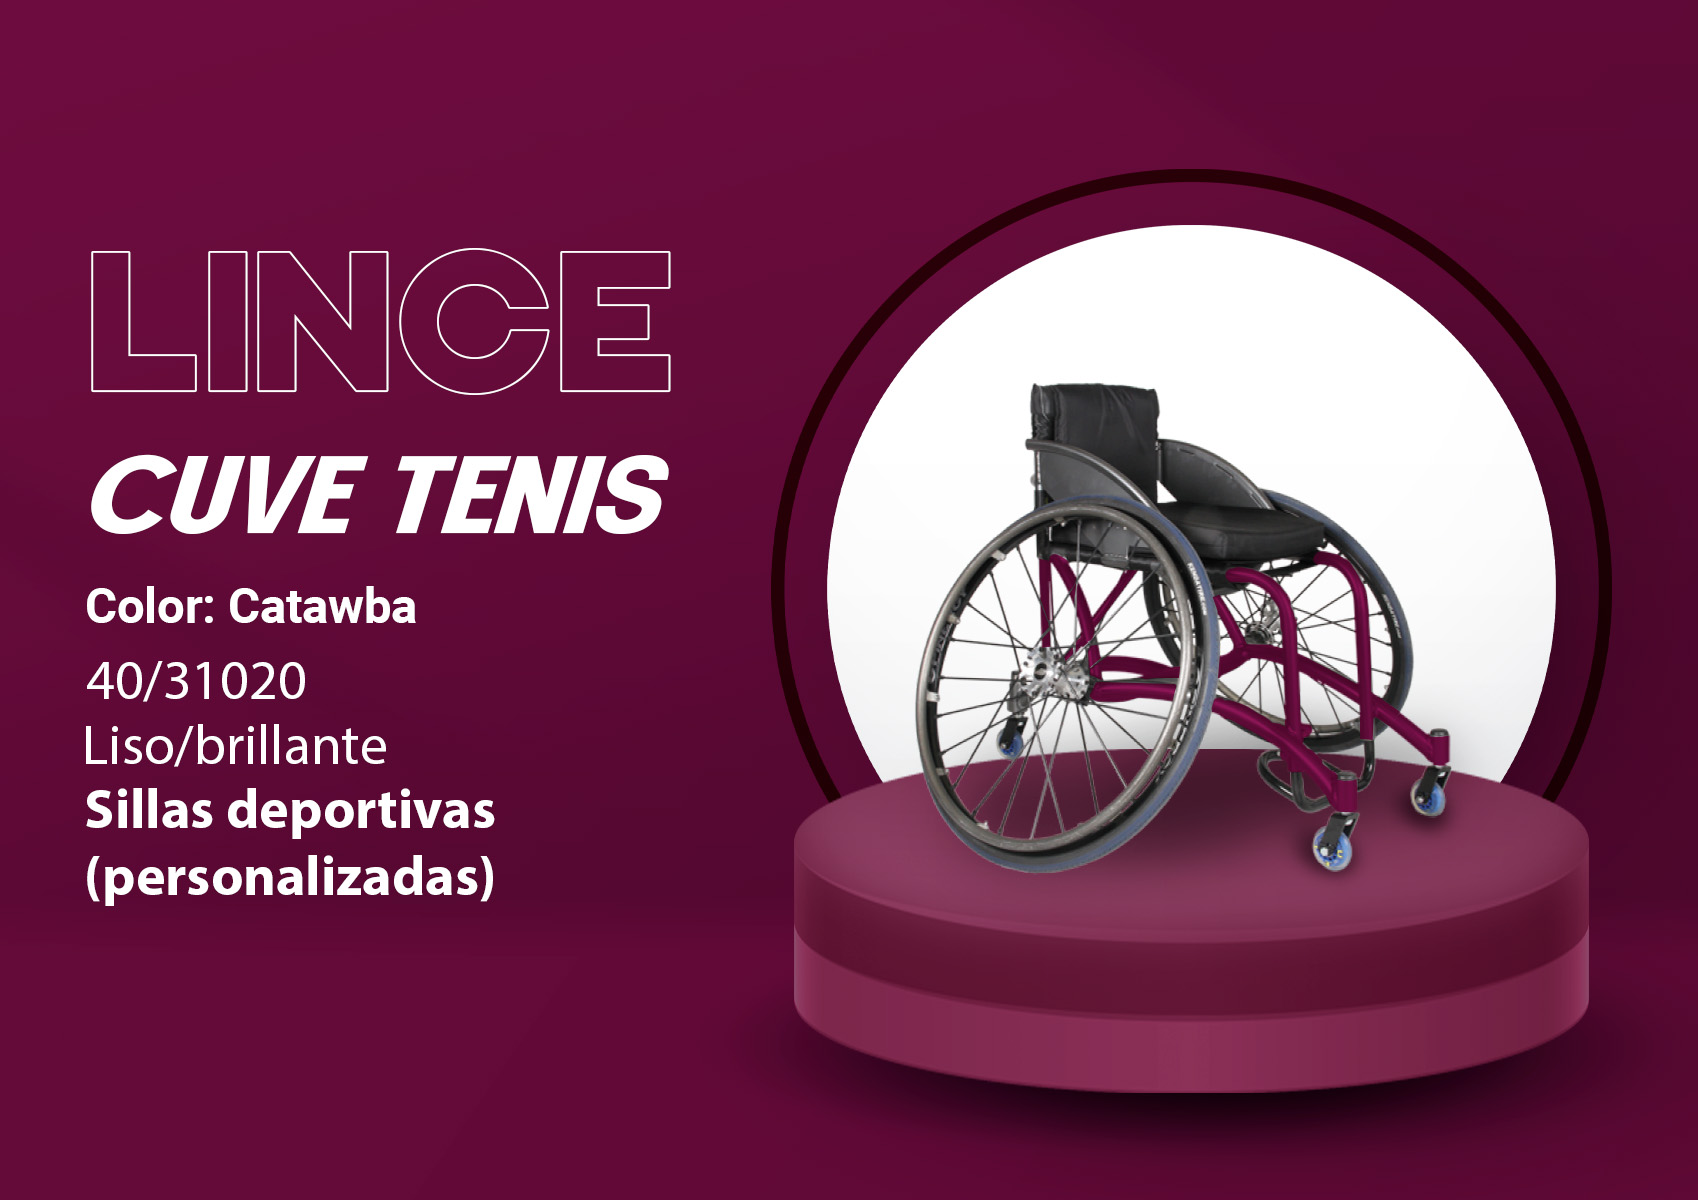 LINCE
CUVE TENIS
Color: Catawba
40/31020
Liso/brillante
Sillas deportivas
(personalizadas)